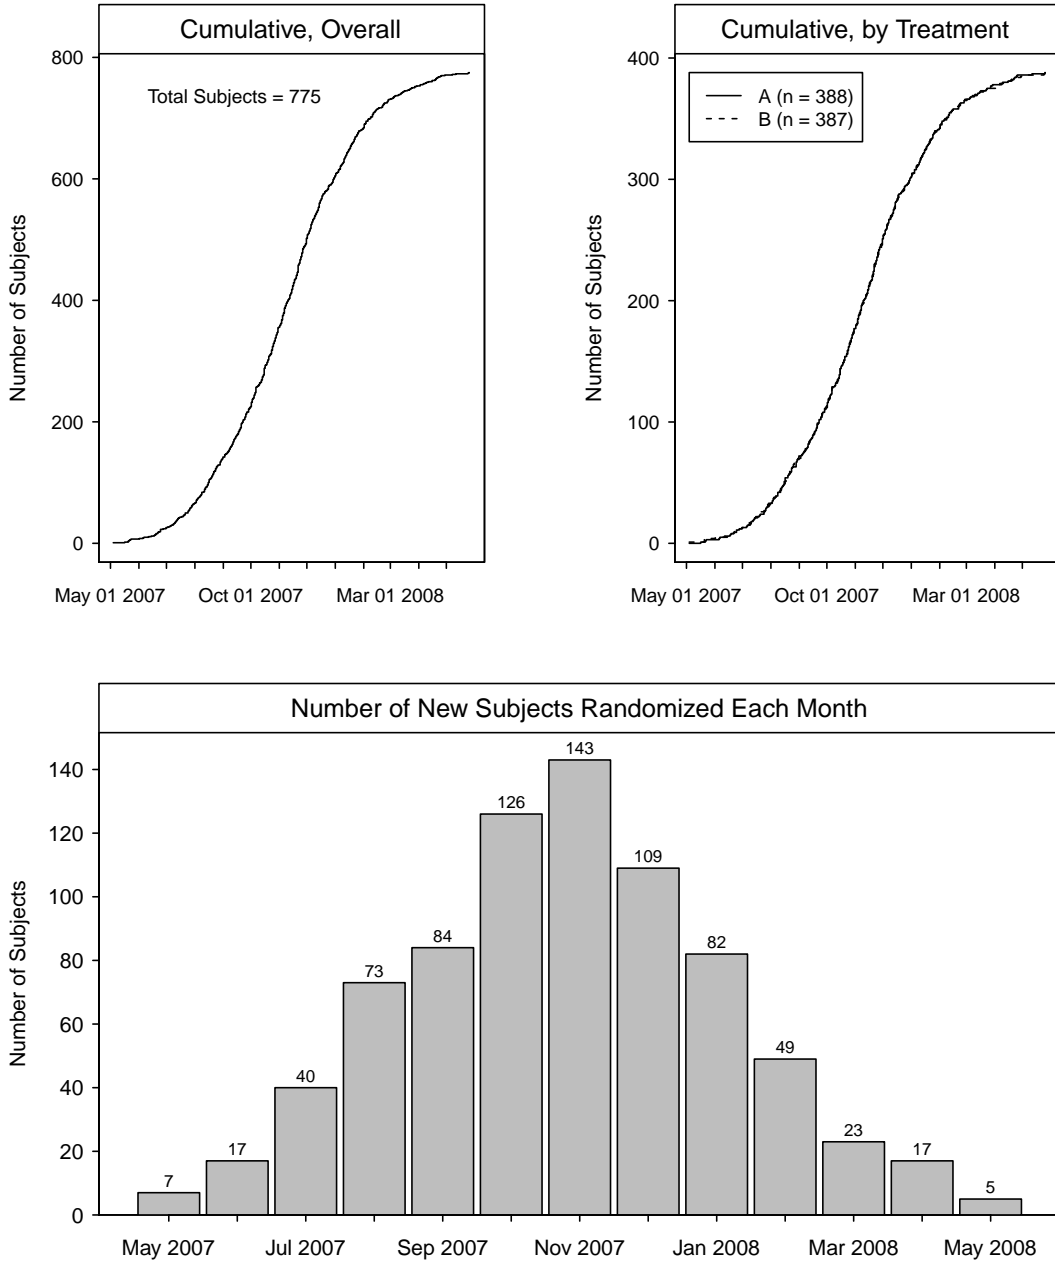 Cumulative, Overall
Total Subjects = 775
Number of Subjects
800
600
400
200
0
May 01 2007 Oct 01 2007 Mar 01 2008
Cumulative, by Treatment
A (n = 388)
B (n = 387)
Number of Subjects
400
300
200
100
0
May 01 2007 Oct 01 2007 Mar 01 2008
Number of New Subjects Randomized Each Month
Number of Subjects
140
120
100
80
60
40
20
0
7 17 40 73 84 126 143 109 82 49 23 17 5
May 2007 Jul 2007 Sep 2007 Nov 2007 Jan 2008 Mar 2008 May 2008